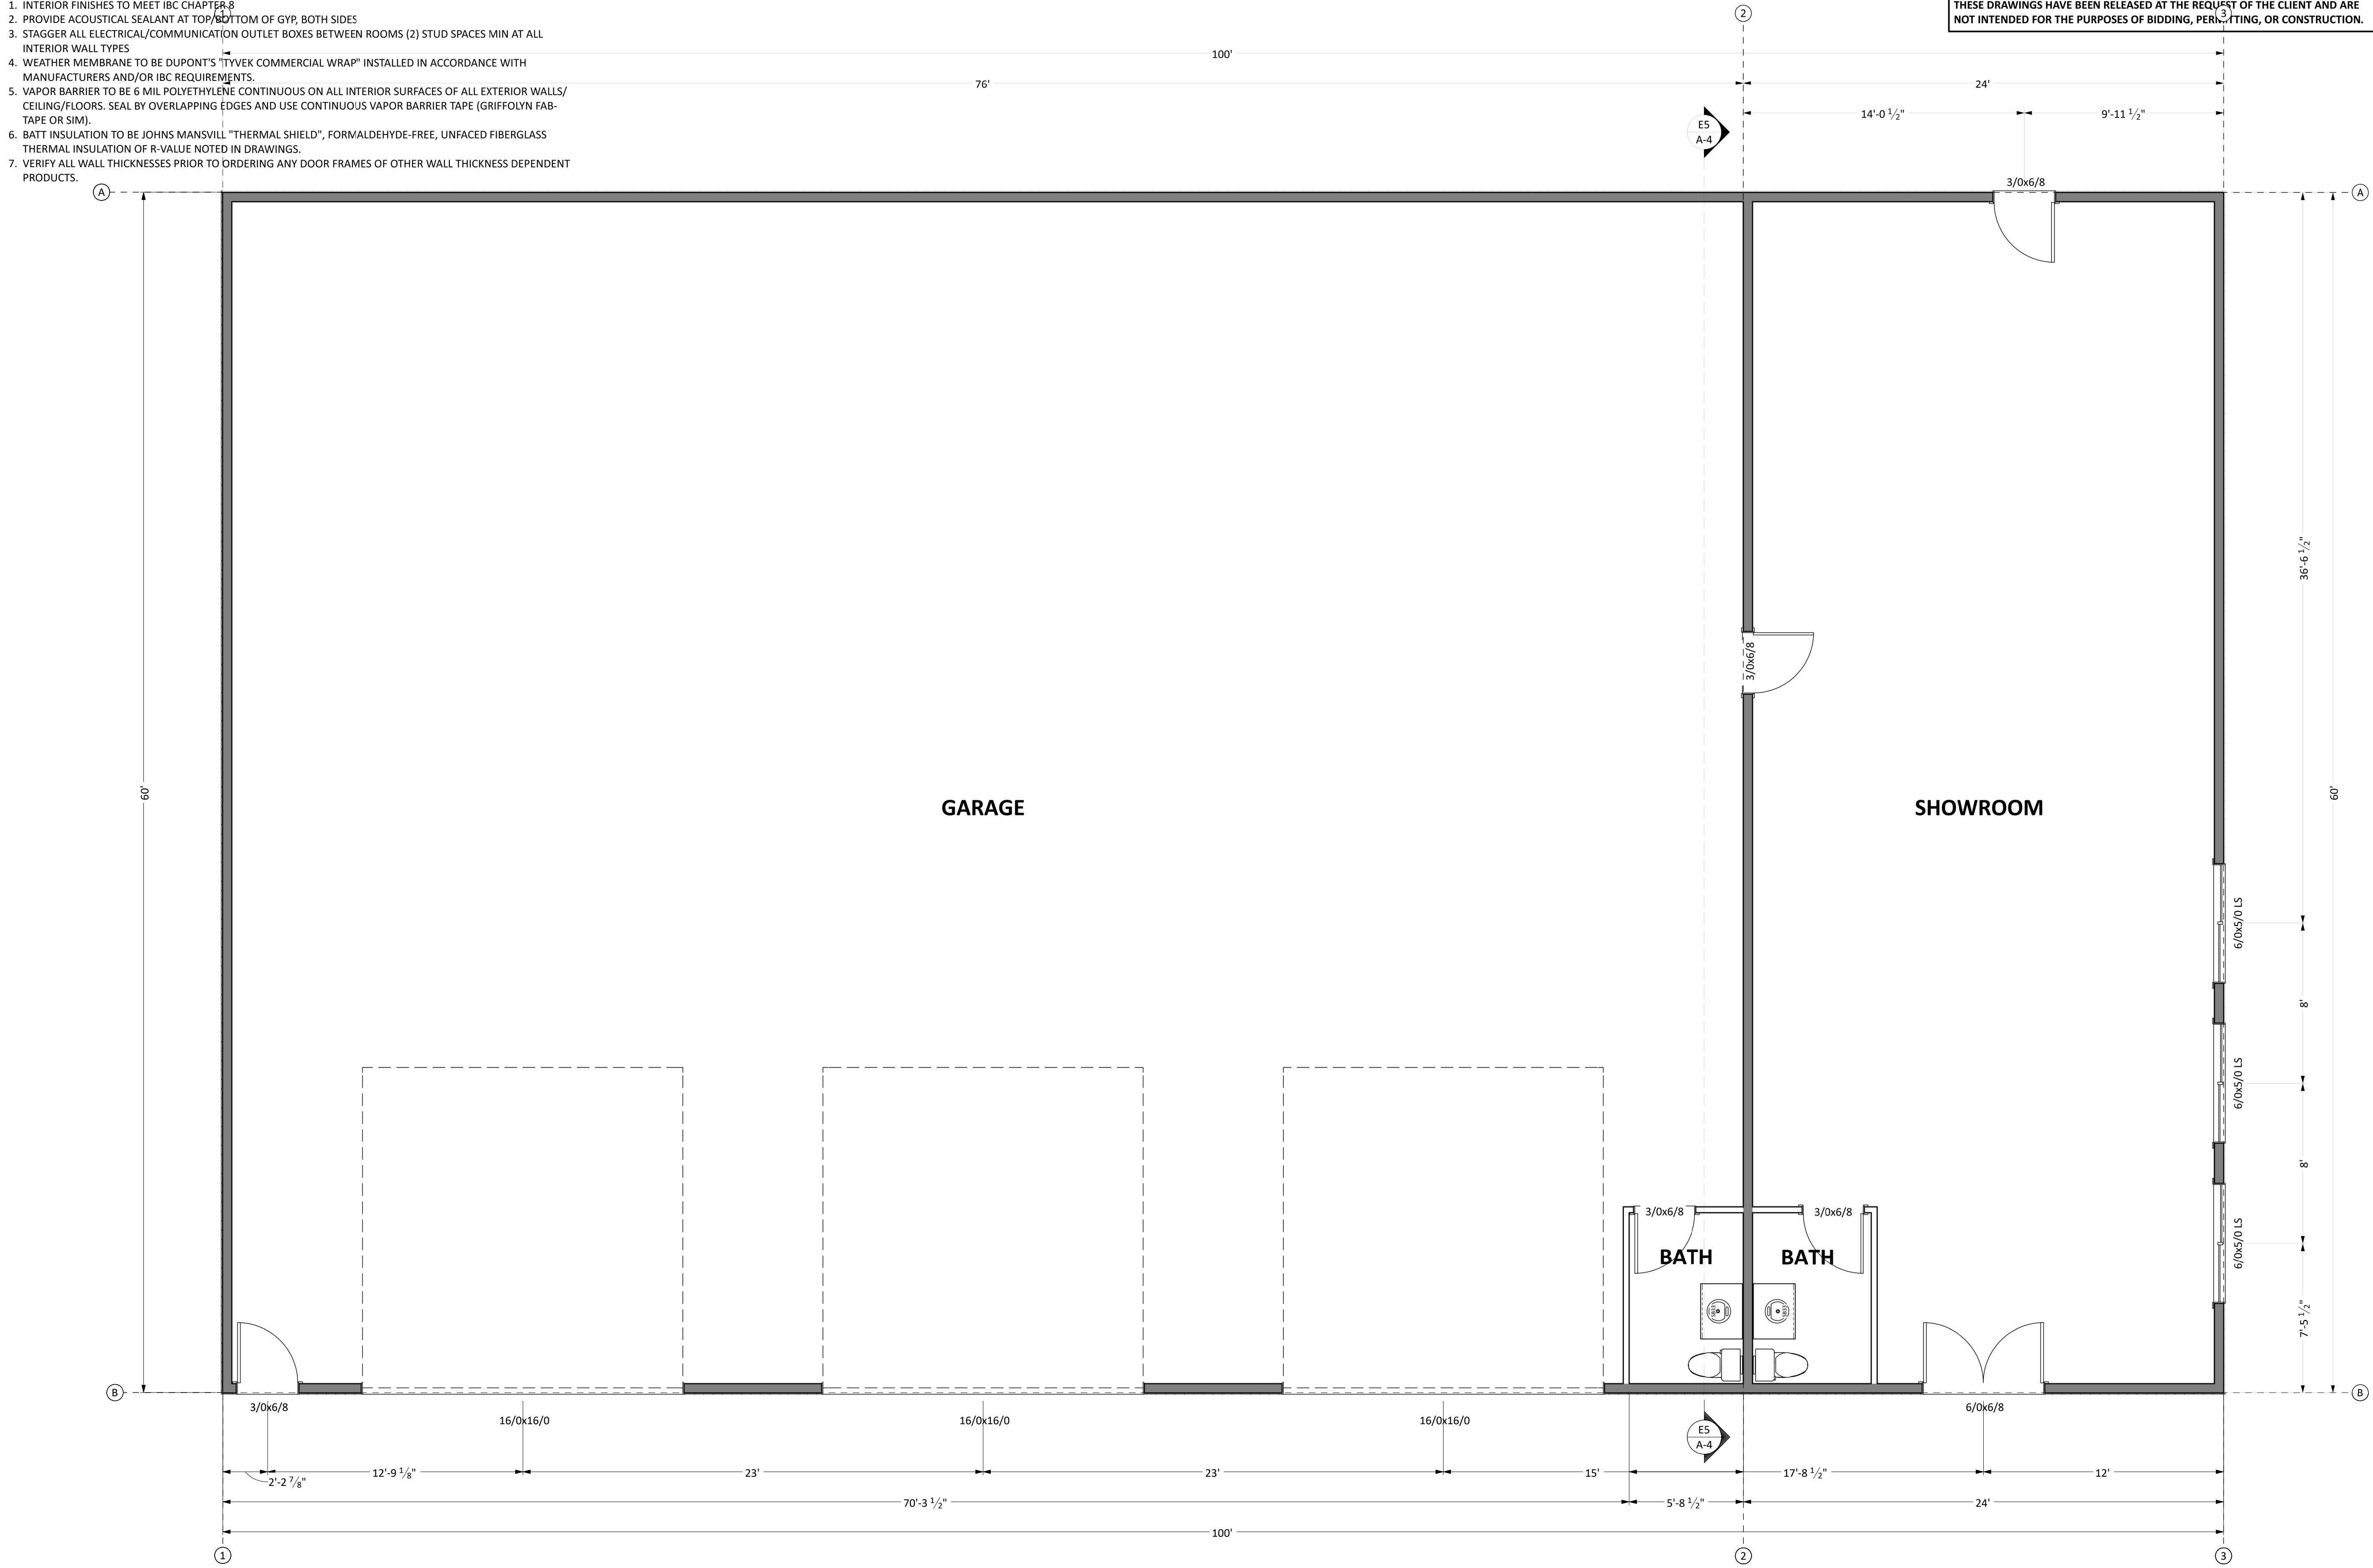 1. INTERIOR FINISHES TO MEET IBC CHAPTER 8
2. PROVIDE ACOUSTICAL SEALANT AT TOP/BOTTOM OF GYP, BOTH SIDES
3. STAGGER ALL ELECTRICAL/COMMUNICATION OUTLET BOXES BETWEEN ROOMS (2) STUD SPACES MIN AT ALL
INTERIOR WALL TYPES
4. WEATHER MEMBRANE TO BE DUPONT'S "TYVEK COMMERCIAL WRAP" INSTALLED IN ACCORDANCE WITH
MANUFACTURERS AND/OR IBC REQUIREMENTS.
5. VAPOR BARRIER TO BE 6 MIL POLYETHYLENE CONTINUOUS ON ALL INTERIOR SURFACES OF ALL EXTERIOR WALLS/
CEILING/FLOORS. SEAL BY OVERLAPPING EDGES AND USE CONTINUOUS VAPOR BARRIER TAPE (GRIFFOLYN FAB-
TAPE OR SIM).
6. BATT INSULATION TO BE JOHNS MANSVILL "THERMAL SHIELD", FORMALDEHYDE-FREE, UNFACED FIBERGLASS
THERMAL INSULATION OF R-VALUE NOTED IN DRAWINGS.
7. VERIFY ALL WALL THICKNESSES PRIOR TO ORDERING ANY DOOR FRAMES OF OTHER WALL THICKNESS DEPENDENT
PRODUCTS.
THESE DRAWINGS HAVE BEEN RELEASED AT THE REQUEST OF THE CLIENT AND ARE
NOT INTENDED FOR THE PURPOSES OF BIDDING, PERMITTING, OR CONSTRUCTION.
1
2
3
100'
76'
24'
14'-0 1/2"
9'-11 1/2"
E5
A-4
A
3/0x6/8
A
36'-6 1/2"
3/0x6/8
60'
60'
GARAGE
SHOWROOM
6/0x5/0 LS
8'
6/0x5/0 LS
8'
3/0x6/8
3/0x6/8
6/0x5/0 LS
BATH
BATH
7'-5 1/2"
B
B
3/0x6/8
16/0x16/0
16/0x16/0
16/0x16/0
6/0x6/8
E5
A-4
2'-2 7/8"
12'-9 1/8"
23'
23'
15'
17'-8 1/2"
12'
70'-3 1/2"
5'-8 1/2"
24'
100'
1
2
3